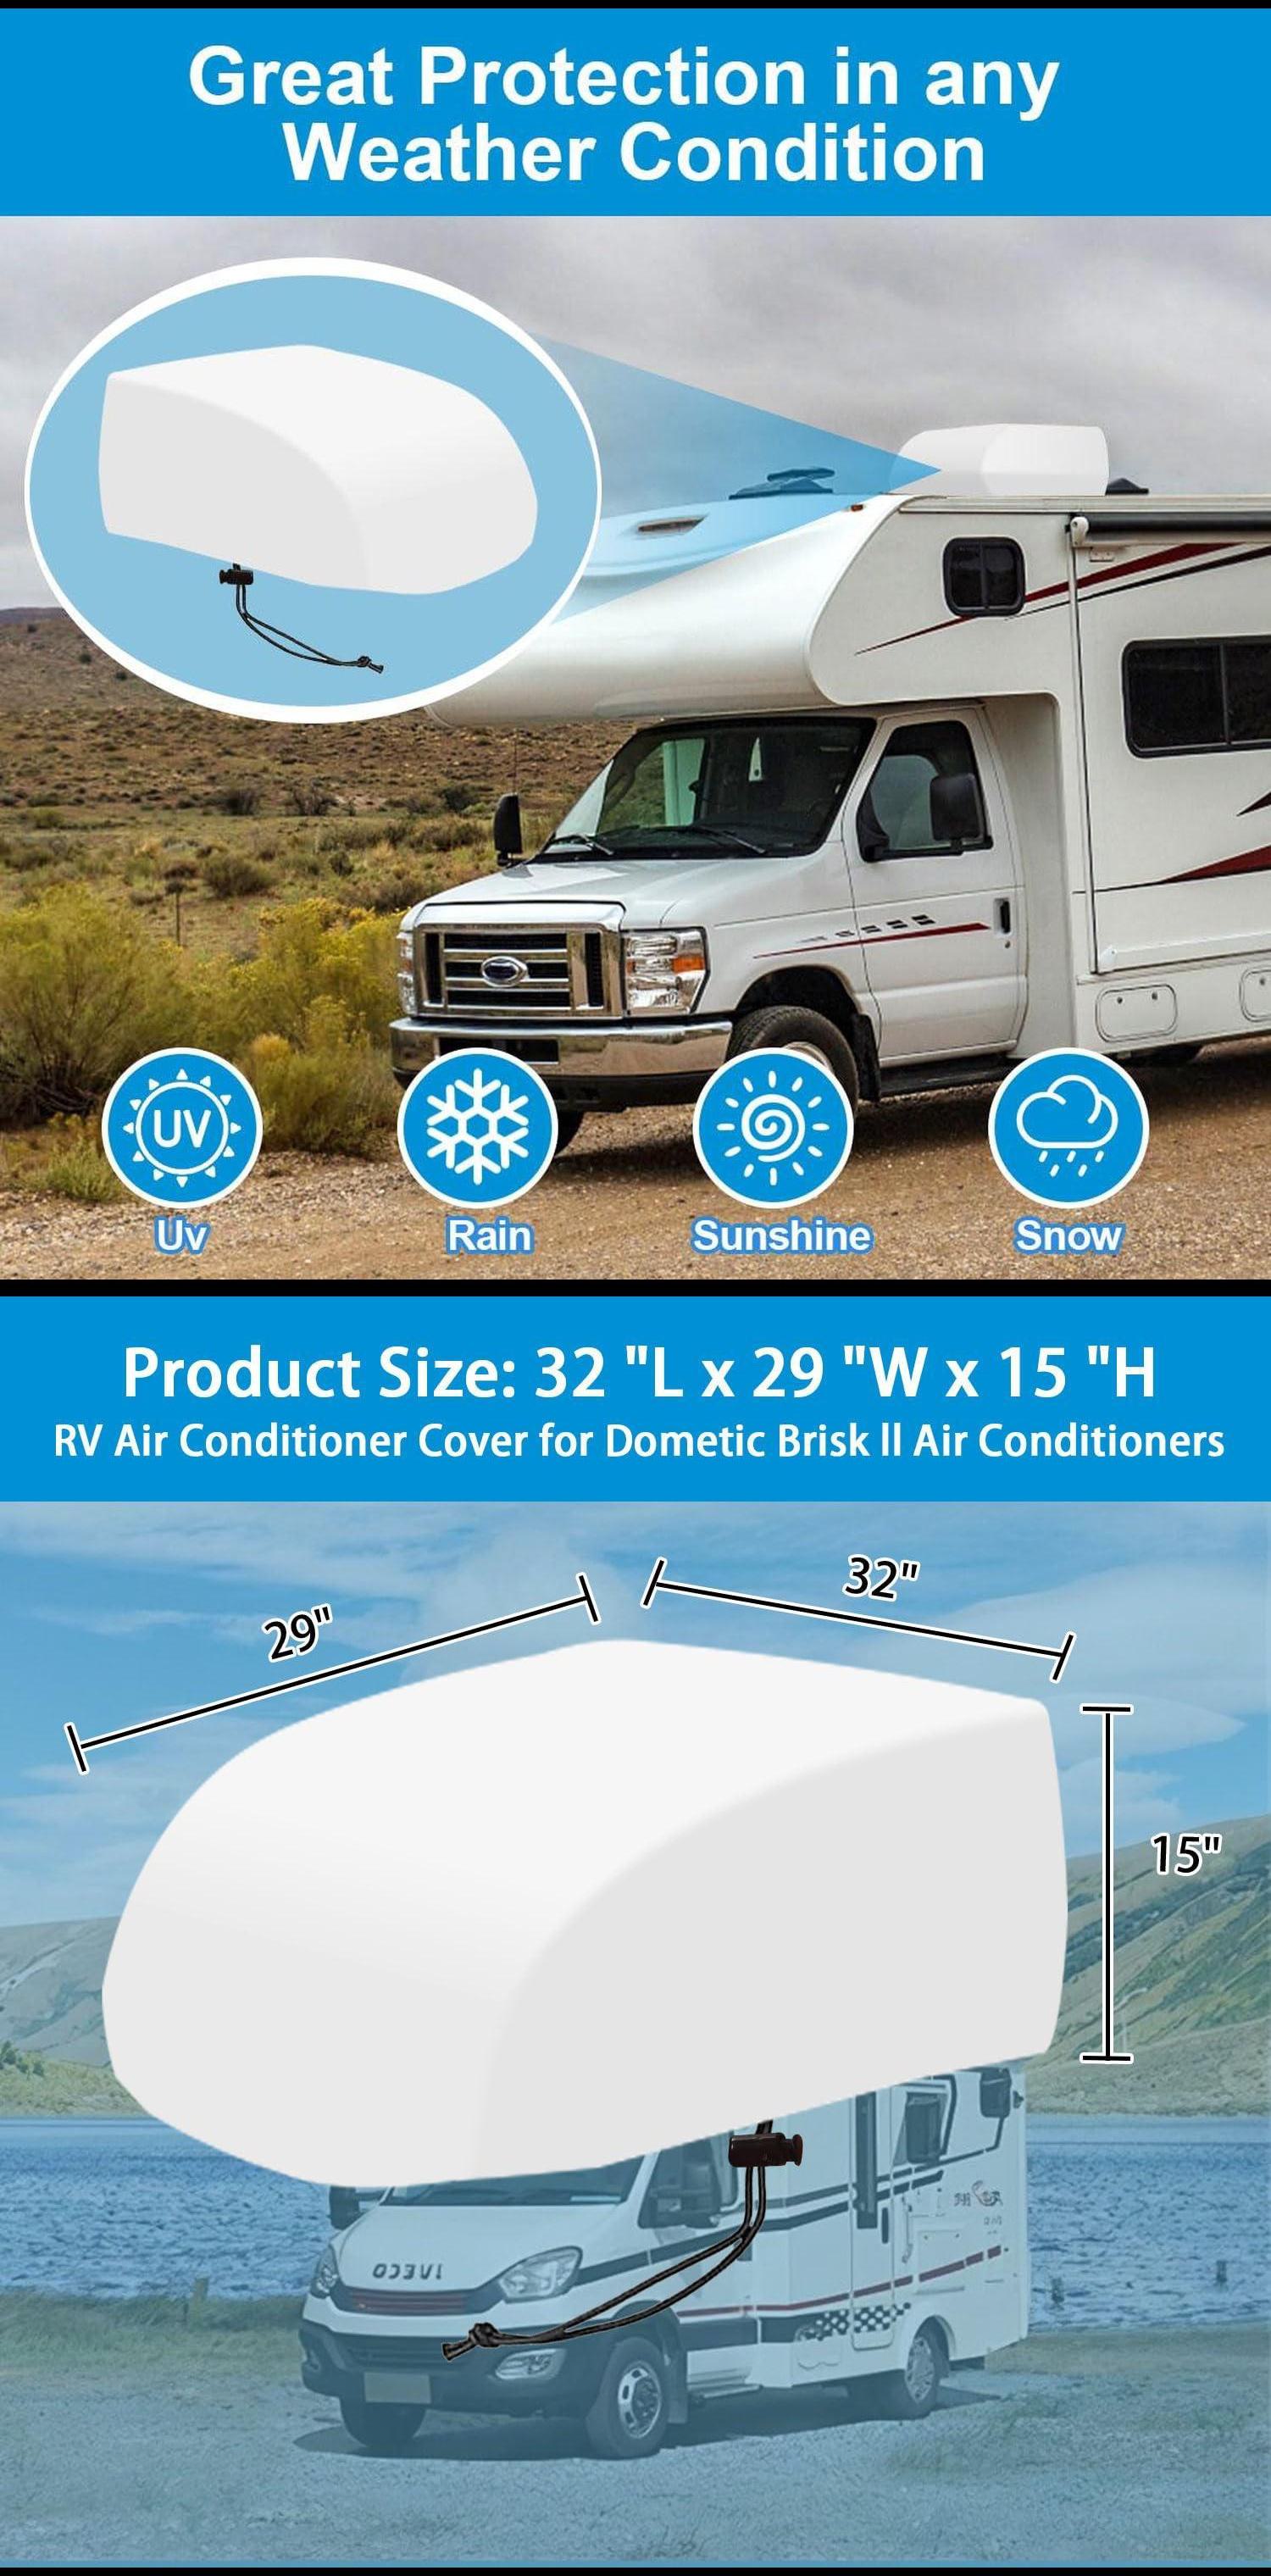 Great Protection in any
Weather Condition
UV
Uv
Rain
Sunshine
Snow
Product Size: 32 "L x 29 "W x 15 "H
RV Air Conditioner Cover for Dometic Brisk ll Air Conditioners
29"
32"
15"
IVECO